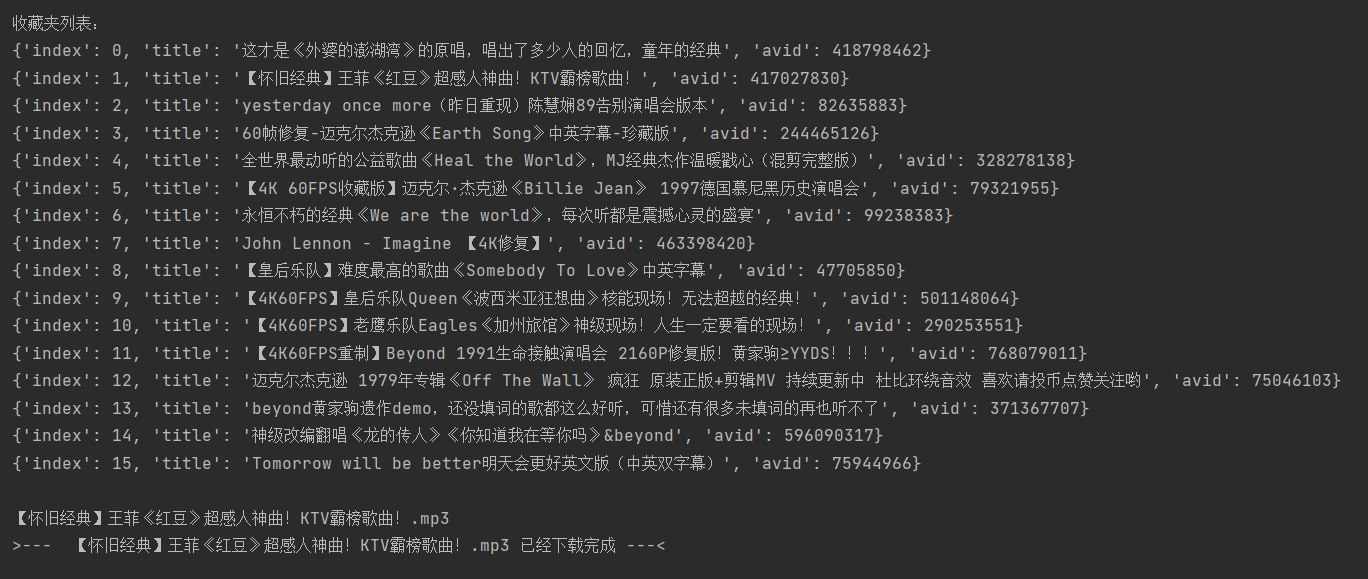 收藏夹列表:
{'index': 0, 'title': '这才是《外婆的澎湖湾》的原唱，唱出了多少人的回忆，童年的经典', 'avid': 418798462}
{'index': 1, 'title': '【怀旧经典】王菲《红豆》超感人神曲！KTV霸榜歌曲！', 'avid': 417027830}
{'index': 2, 'title': 'yesterday once more（昨日重现）陈慧娴89告别演唱会版本', 'avid': 82635883}
{'index': 3, 'title': '60帧修复-迈克尔杰克逊《Earth Song》中英字幕-珍藏版', 'avid': 244465126}
{'index': 4, 'title': '全世界最动听的公益歌曲《Heal the World》，MJ经典杰作温暖戳心（混剪完整版）', 'avid': 328278138}
{'index': 5, 'title': '【4K 60FPS收藏版】迈克尔·杰克逊《Billie Jean》 1997德国慕尼黑历史演唱会', 'avid': 79321955}
{'index': 6, 'title': '永恒不朽的经典《We are the world》，每次听都是震撼心灵的盛宴', 'avid': 99238383}
{'index': 7, 'title': 'John Lennon - Imagine 【4K修复】', 'avid': 463398420}
{'index': 8, 'title': '【皇后乐队】难度最高的歌曲《Somebody To Love》中英字幕', 'avid': 47705850}
{'index': 9, 'title': '【4K60FPS】皇后乐队Queen《波西米亚狂想曲》核能现场！无法超越的经典！', 'avid': 501148064}
{'index': 10, 'title': '【4K60FPS】老鹰乐队Eagles《加州旅馆》神级现场！人生一定要看的现场！', 'avid': 290253551}
{'index': 11, 'title': '【4K60FPS重制】Beyond 1991生命接触演唱会 2160P修复版！黄家驹≥YYDS！！！', 'avid': 768079011}
{'index': 12, 'title': '迈克尔杰克逊 1979年专辑《Off The Wall》 疯狂 原装正版+剪辑MV 持续更新中 杜比环绕音效 喜欢请投币点赞关注哟', 'avid': 75046103}
{'index': 13, 'title': 'beyond黄家驹遗作demo，还没填词的歌都这么好听，可惜还有很多未填词的再也听不了', 'avid': 371367707}
{'index': 14, 'title': '神级改编翻唱《龙的传人》《你知道我在等你吗》&beyond', 'avid': 596090317}
{'index': 15, 'title': 'Tomorrow will be better明天会更好英文版（中英双字幕）', 'avid': 75944966}
【怀旧经典】王菲《红豆》超感人神曲！KTV霸榜歌曲！.mp3
>--- 【怀旧经典】王菲《红豆》超感人神曲！KTV霸榜歌曲！.mp3 已经下载完成 ---<